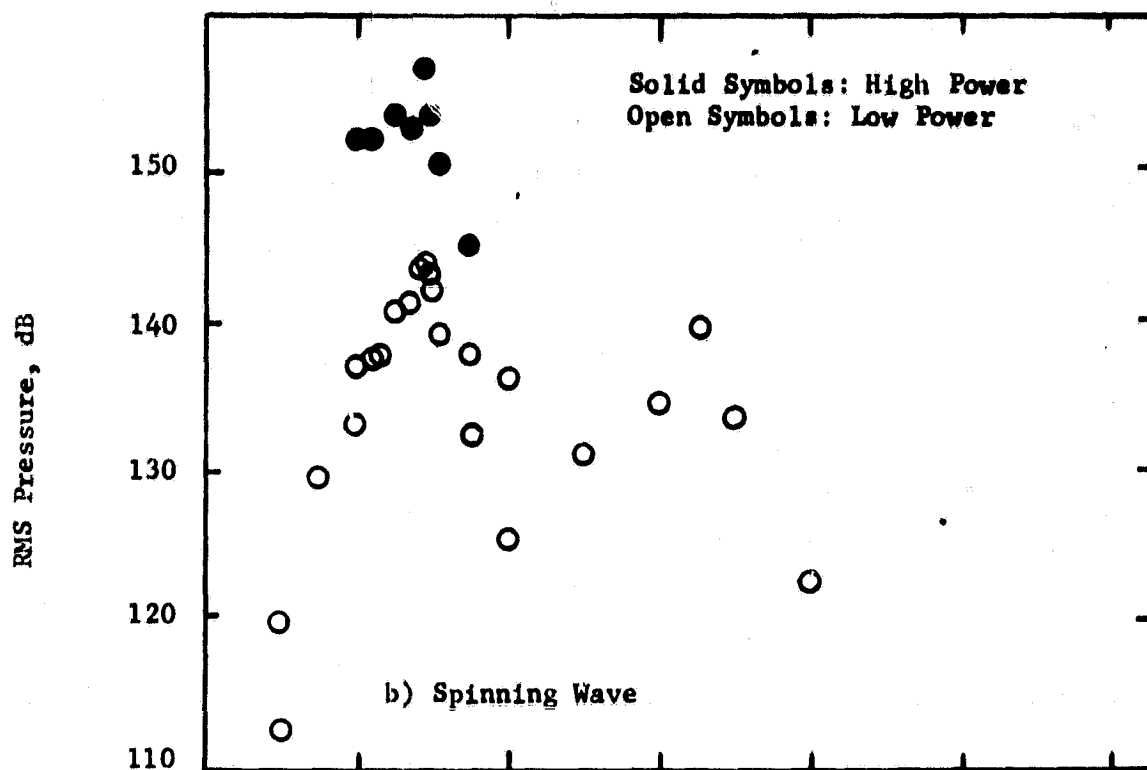 Solid Symbols: High Power
Open Symbols: Low Power
150
140
RMS Pressure, dB
130
120
b) Spinning Wave
110